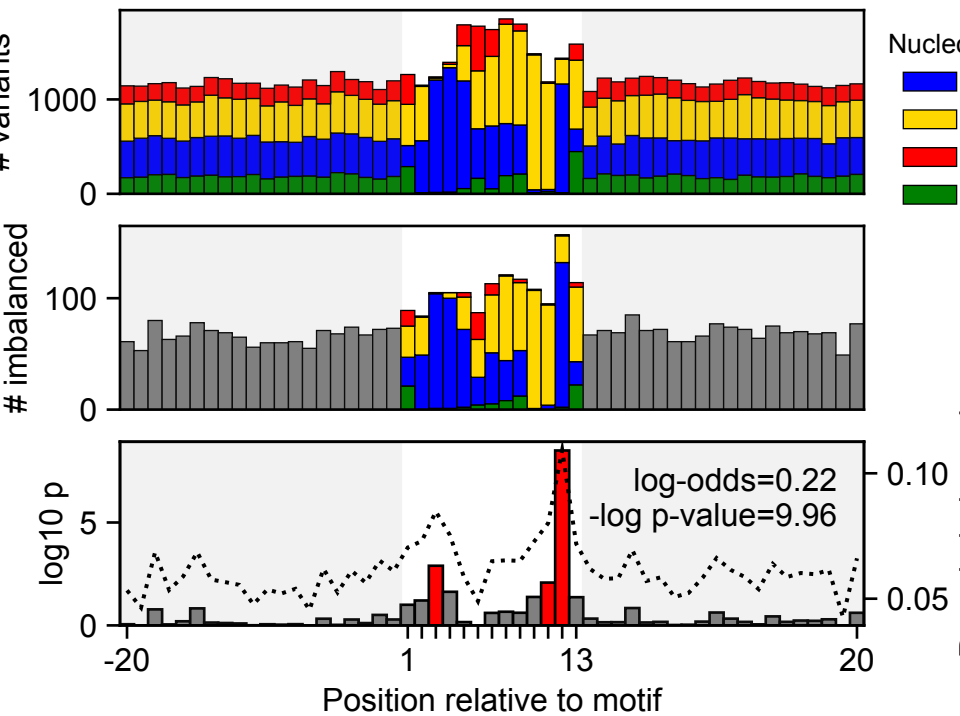 # variants
1000
0
Nucleo
# imbalanced
100
0
log10 p
5
0
log-odds=0.22
-log p-value=9.96
0.10
0.05
-20
1
13
20
Position relative to motif